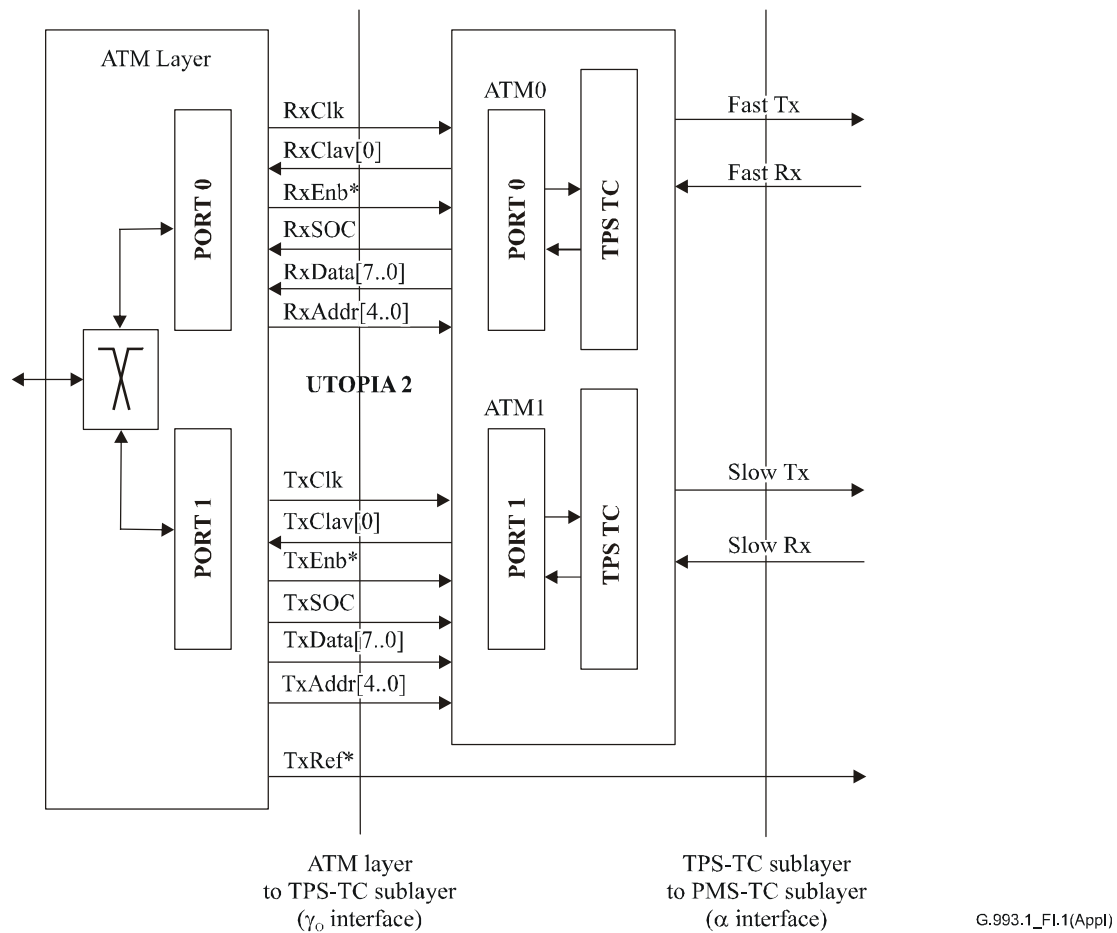 ATM Layer
PORT 0
PORT 1
RxClk
RxClav[0]
RxEnb*
RxSOC
RxData[7..0]
RxAddr[4..0]
UTOPIA 2
TxClk
TxClav[0]
TxEnb*
TxSOC
TxData[7..0]
TxAddr[4..0]
TxRef*
ATM0
PORT 0
TPS TC
ATM1
PORT 1
TPS TC
Fast Tx
Fast Rx
Slow Tx
Slow Rx
ATM layer
to TPS-TC sublayer
(γO interface)
TPS-TC sublayer
to PMS-TC sublayer
(α interface)
G.993.1_FI.1(AppI)